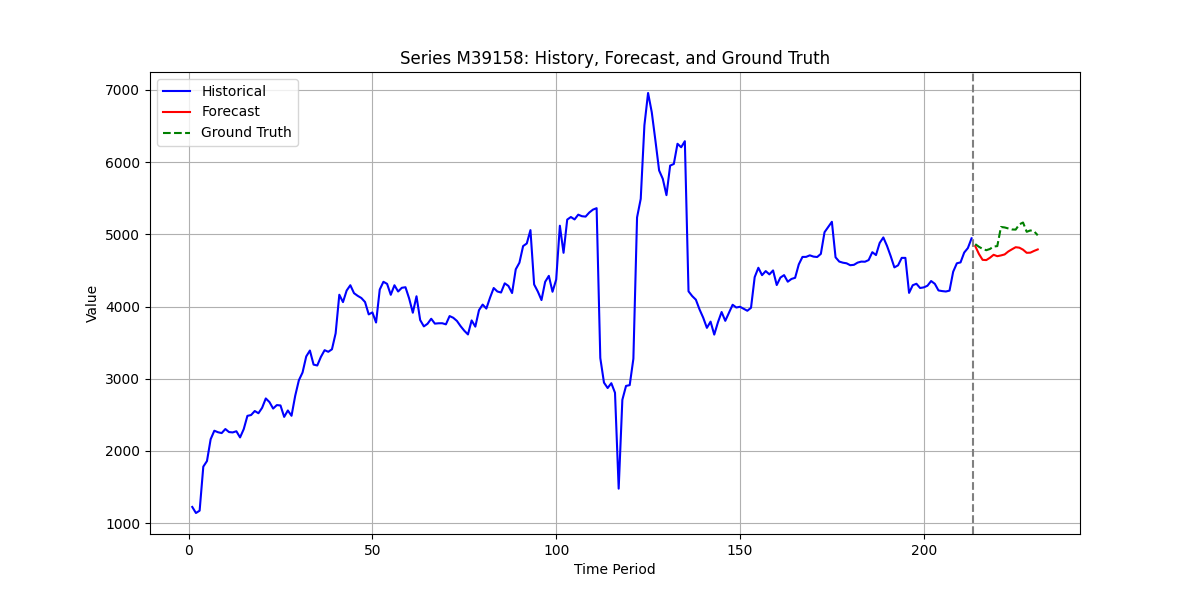 Series M39158: History, Forecast, and Ground Truth
Historical
Forecast
Ground Truth
7000
6000
5000
4000
3000
2000
1000
Value
0
50
100
150
200
Time Period